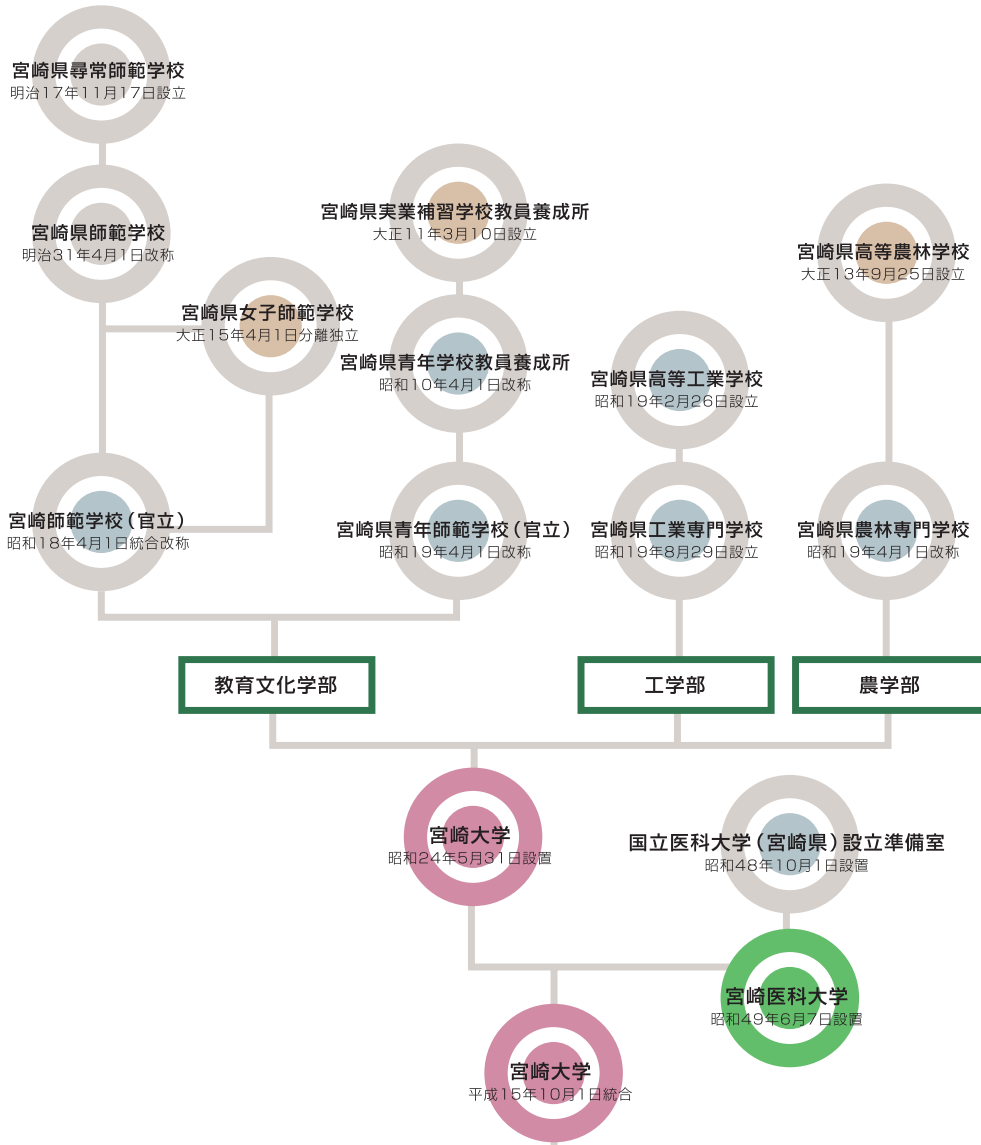 宮崎県尋常師範学校
明治17年11月17日設立
宮崎県師範学校
明治31年4月1日改称
宮崎県女子師範学校
大正15年4月1日分離独立
宮崎師範学校（官立）
昭和18年4月1日統合改称
宮崎県実業補習学校教員養成所
大正11年3月10日設立
宮崎県青年学校教員養成所
昭和10年4月1日改称
宮崎県青年師範学校（官立）
昭和19年4月1日改称
宮崎県高等工業学校
昭和19年2月26日設立
宮崎県工業専門学校
昭和19年8月29日設立
宮崎県高等農林学校
大正13年9月25日設立
宮崎県農林専門学校
昭和19年4月1日改称
教育文化学部
工学部
農学部
宮崎大学
昭和24年5月31日設置
国立医科大学（宮崎県）設立準備室
昭和48年10月1日設置
宮崎医科大学
昭和49年6月7日設置
宮崎大学
平成15年10月1日統合